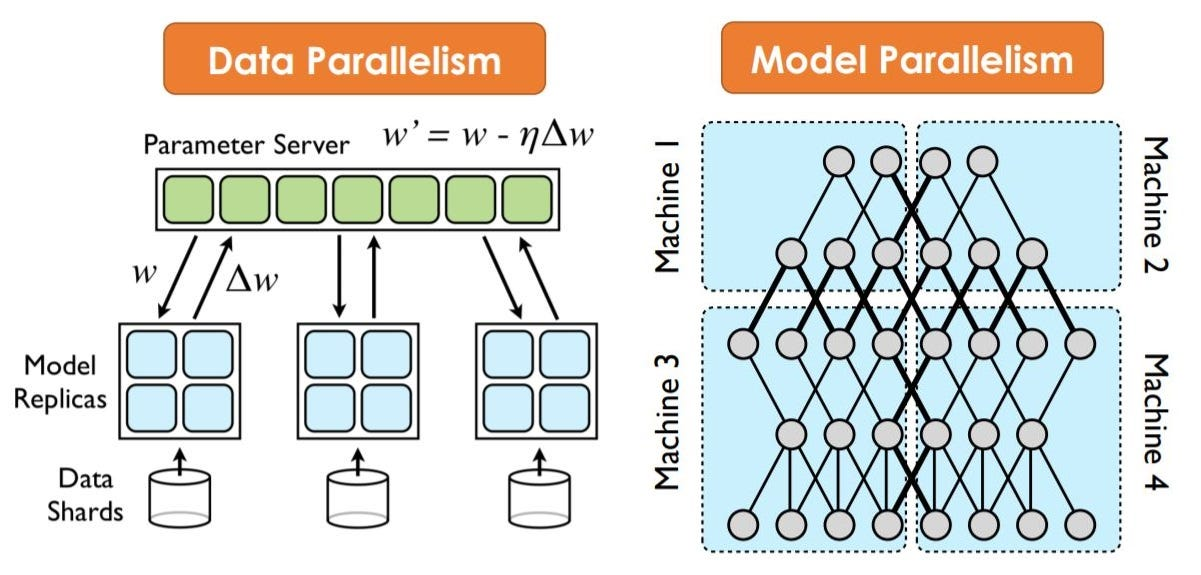 Data Parallelism
Parameter Server
w' = w - ηΔw
w
Δw
Model
Replicas
Data
Shards
Model Parallelism
Machine 1
Machine 2
Machine 3
Machine 4